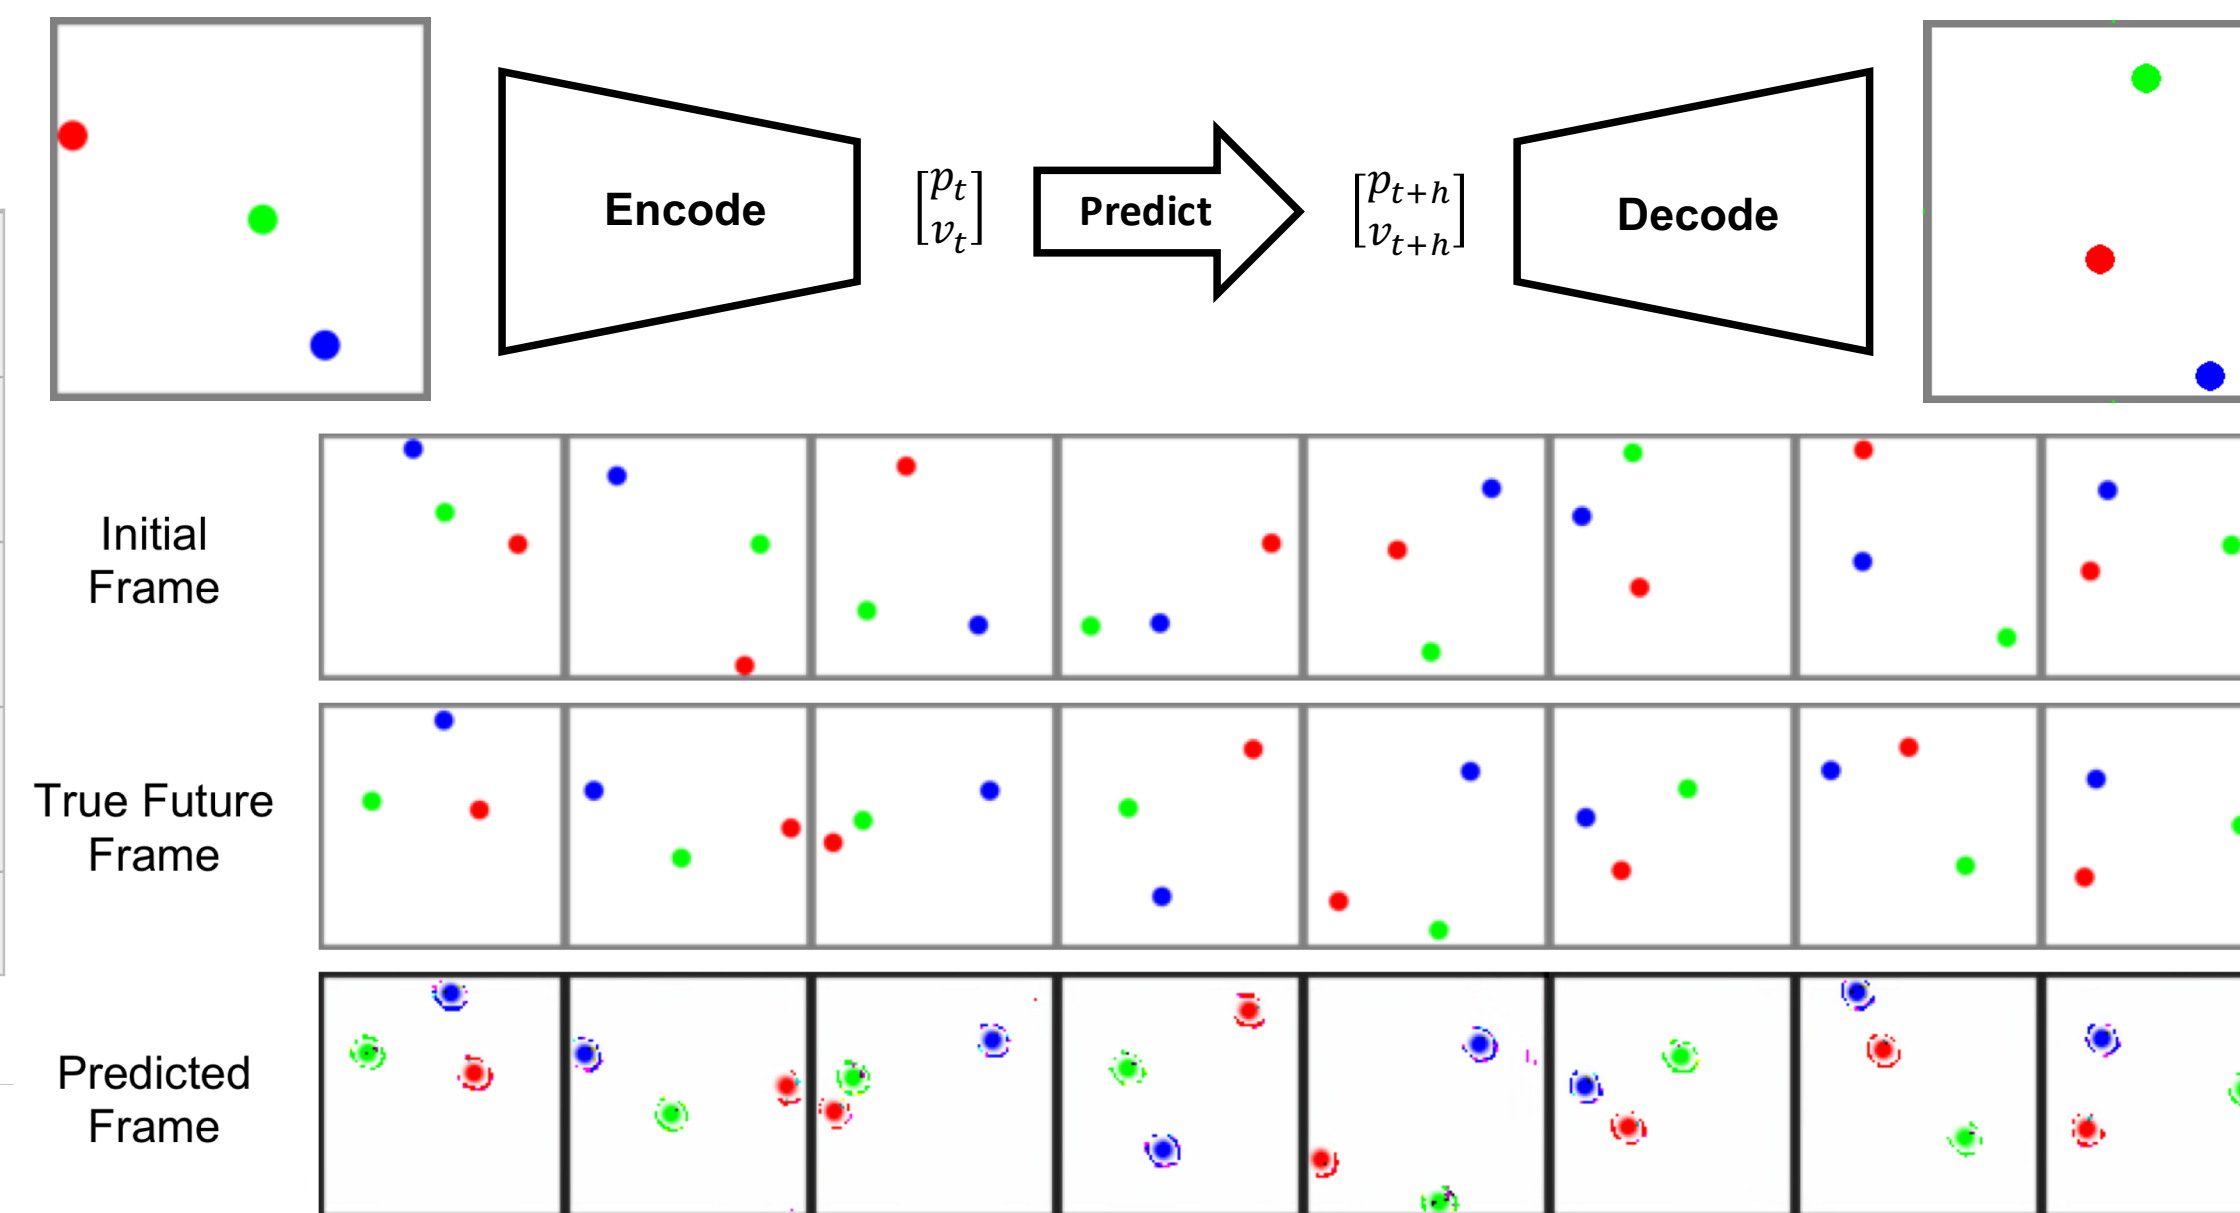 Encode
[p_t
v_t]
Predict
[p_{t+h}
v_{t+h}]
Decode
Initial
Frame
True Future
Frame
Predicted
Frame